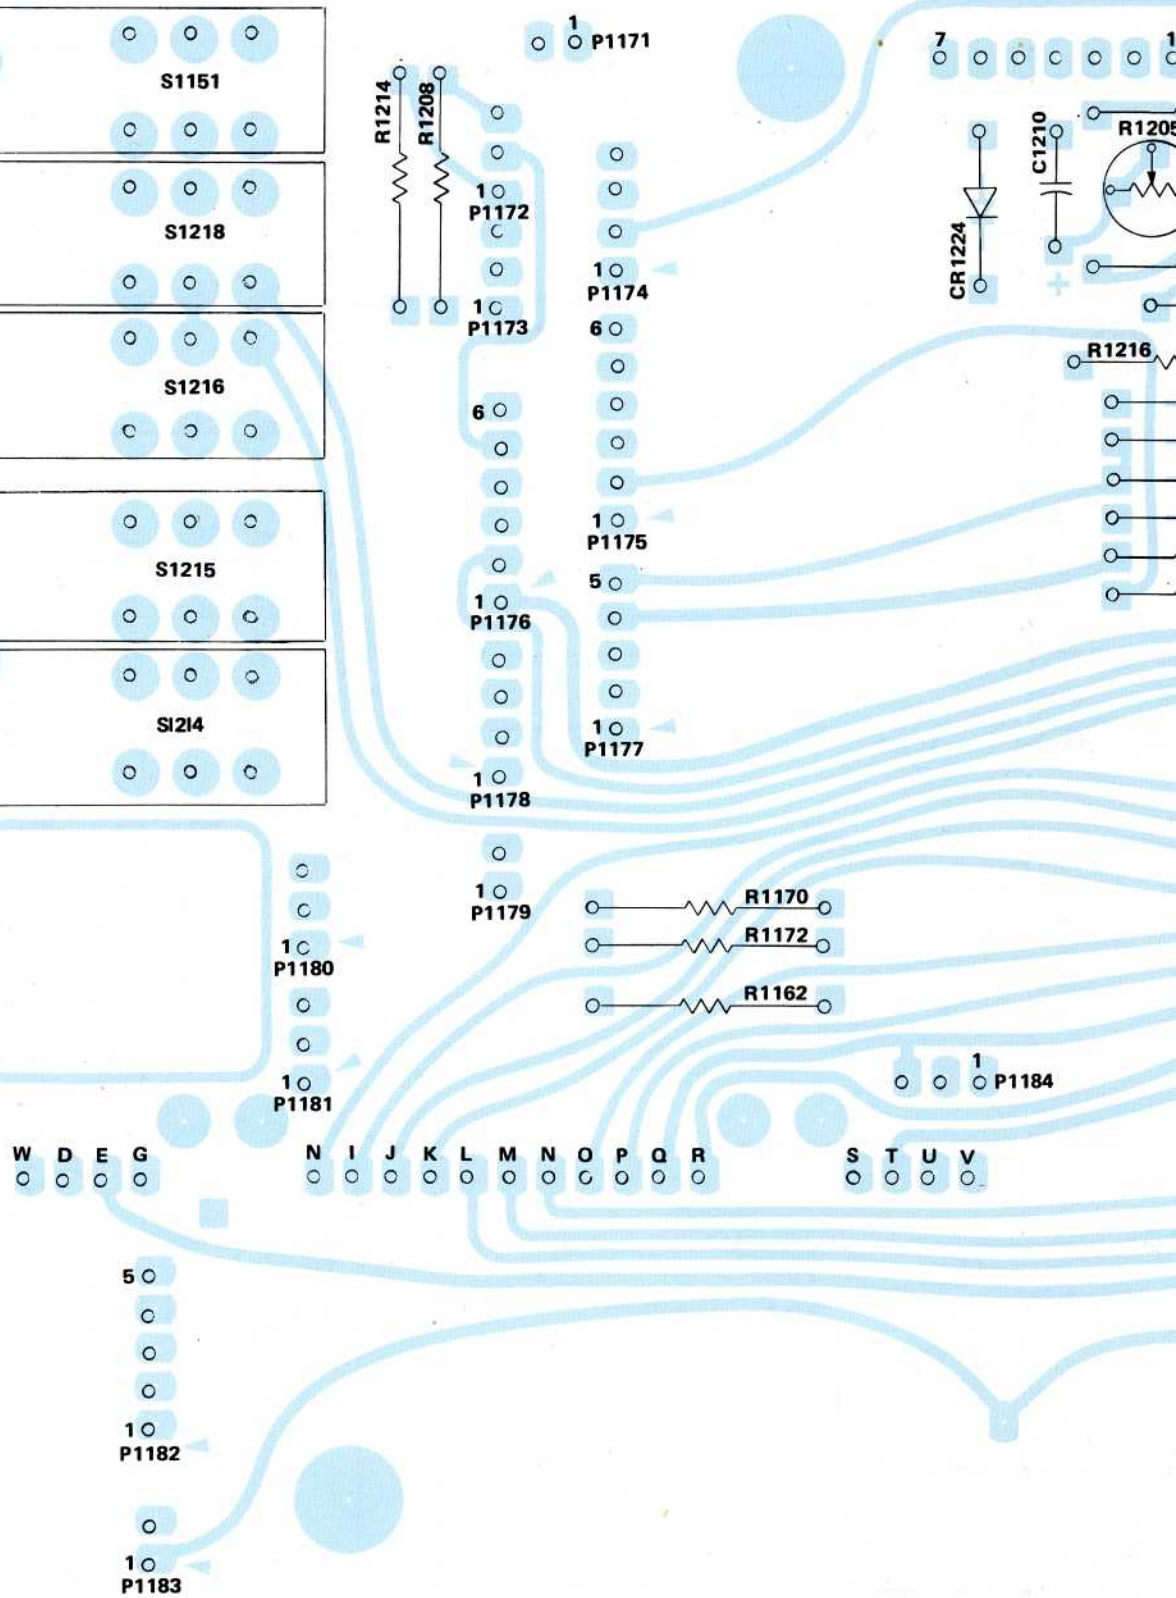 1
P1171
7
1
S1151
R1214
R1208
C1210
R1205
1
P1172
S1218
CR1224
+
1
P1174
1
P1173
6
R1216
S1216
6
1
P1175
S1215
5
1
P1176
SI2I4
1
P1177
1
P1178
1
P1179
R1170
R1172
1
P1180
R1162
1
P1184
1
P1181
W D E G N I J K L M N O P Q R S T U V
5
1
P1182
1
P1183